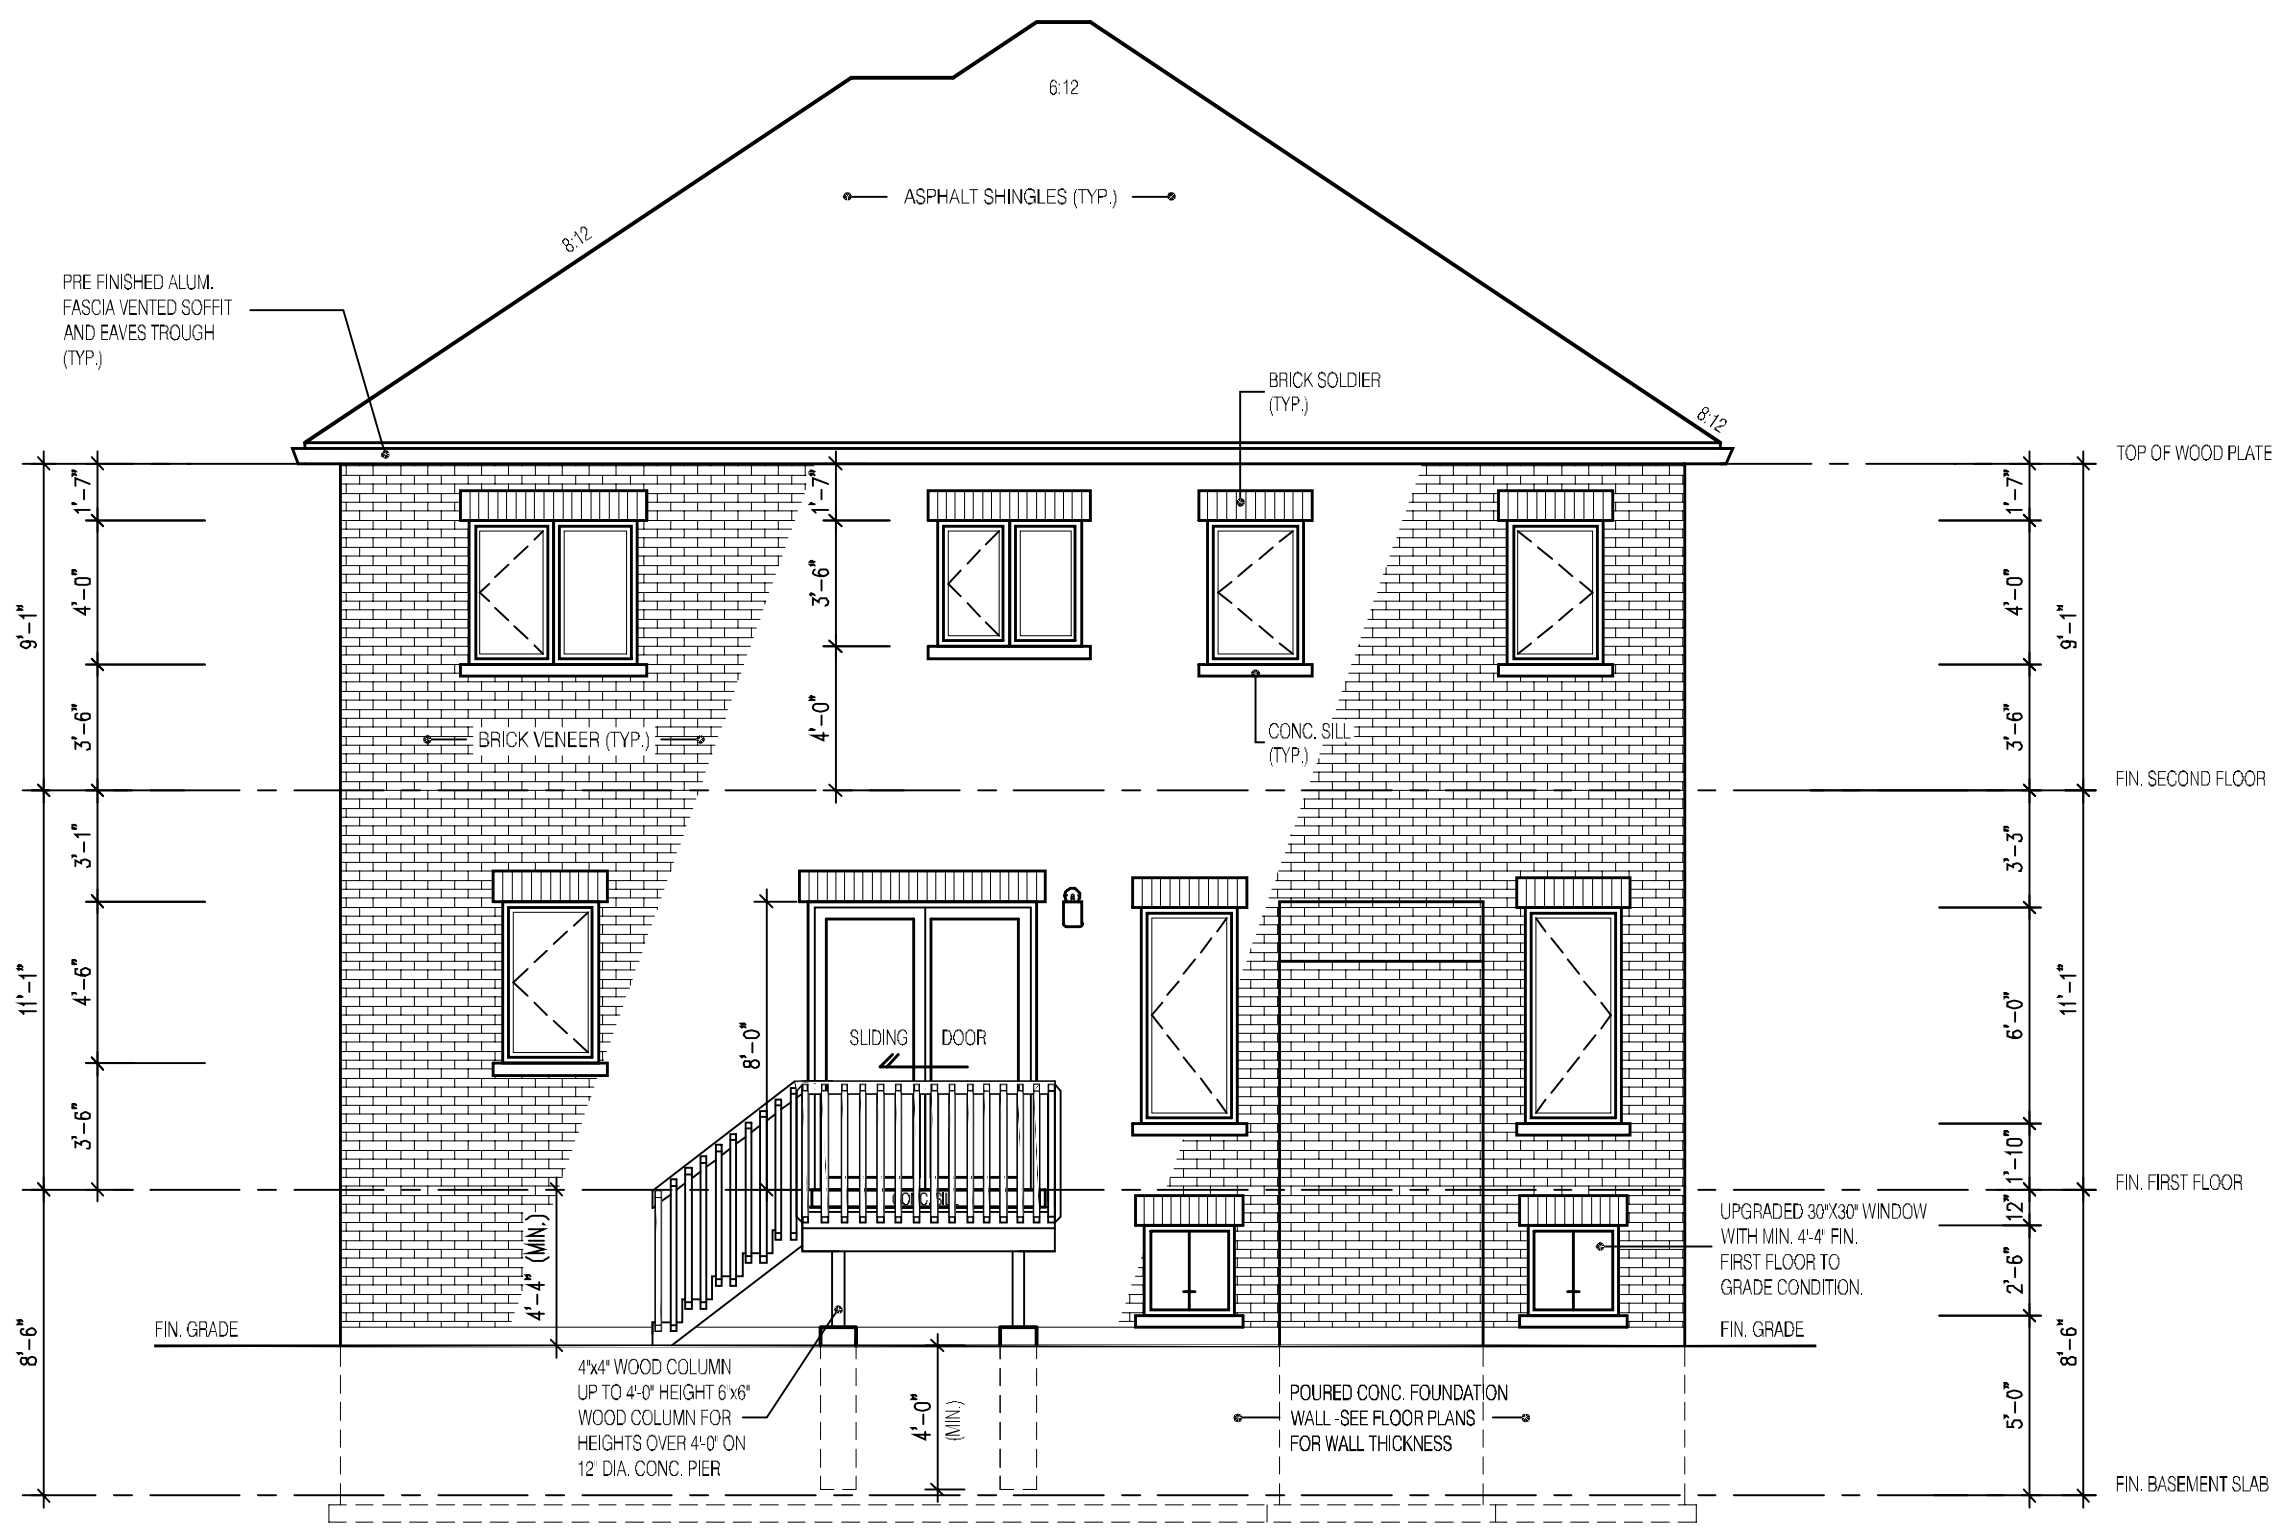 6:12
ASPHALT SHINGLES (TYP.)
8:12
PRE FINISHED ALUM.
FASCIA VENTED SOFFIT
AND EAVES TROUGH
(TYP.)
BRICK SOLDIER
(TYP.)
8:12
TOP OF WOOD PLATE
1'-7"
1'-7"
1'-7"
4'-0"
3'-6"
4'-0"
9'-1"
9'-1"
3'-6"
BRICK VENEER (TYP.)
4'-0"
CONC. SILL
(TYP.)
3'-6"
FIN. SECOND FLOOR
3'-1"
3'-3"
11'-1"
4'-6"
8'-0"
SLIDING DOOR
6'-0"
11'-1"
3'-6"
1'-10"
FIN. FIRST FLOOR
CONC. SILL
4'-4" (MIN.)
12"
UPGRADED 30"X30" WINDOW
WITH MIN. 4'-4" FIN.
FIRST FLOOR TO
GRADE CONDITION.
2'-6"
FIN. GRADE
FIN. GRADE
8'-6"
8'-6"
4"x4" WOOD COLUMN
UP TO 4'-0" HEIGHT 6"x6"
WOOD COLUMN FOR
HEIGHTS OVER 4'-0" ON
12" DIA. CONC. PIER
4'-0"
(MIN.)
POURED CONC. FOUNDATION
WALL -SEE FLOOR PLANS
FOR WALL THICKNESS
5'-0"
FIN. BASEMENT SLAB